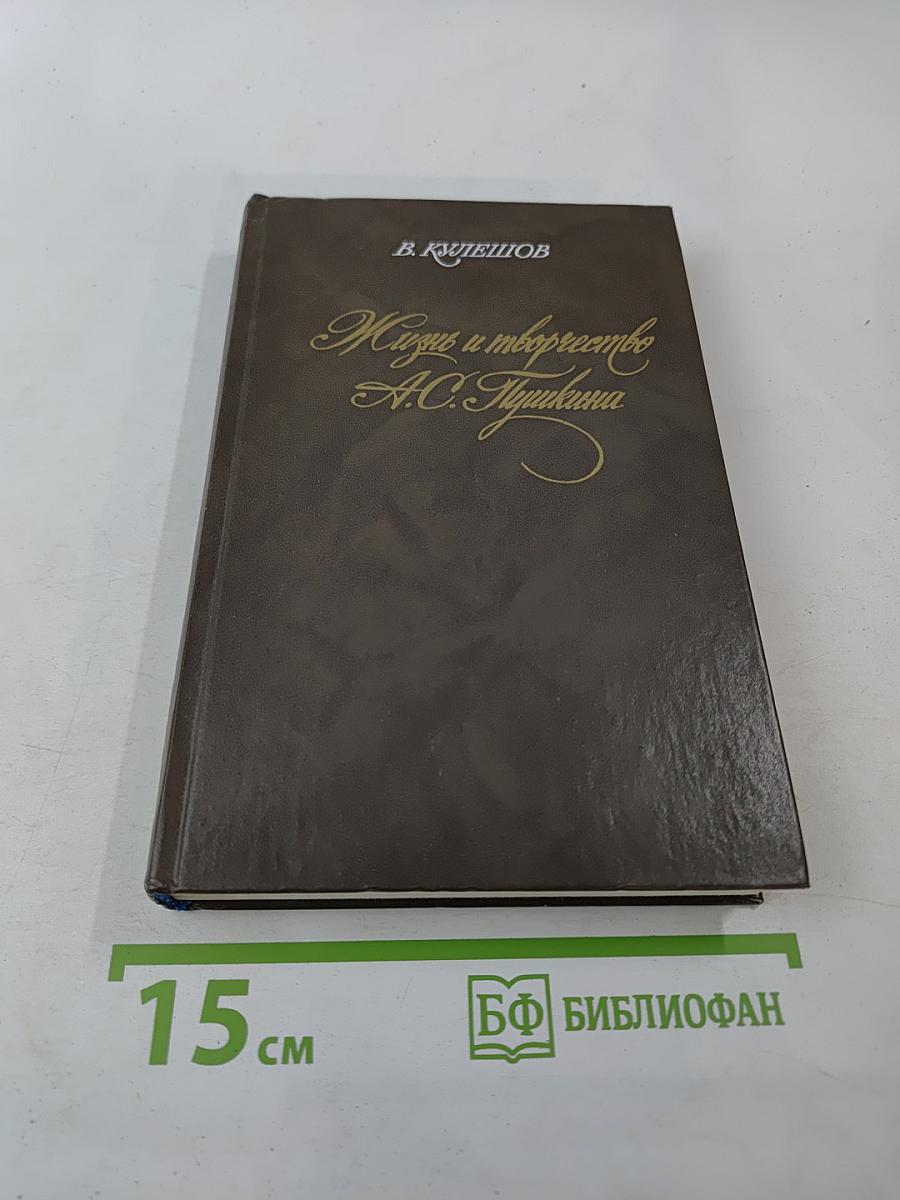 В. КУЛЕШОВ
Жизнь и творчество
А.С. Пушкина
15 см
БФ БИБЛИОФАН